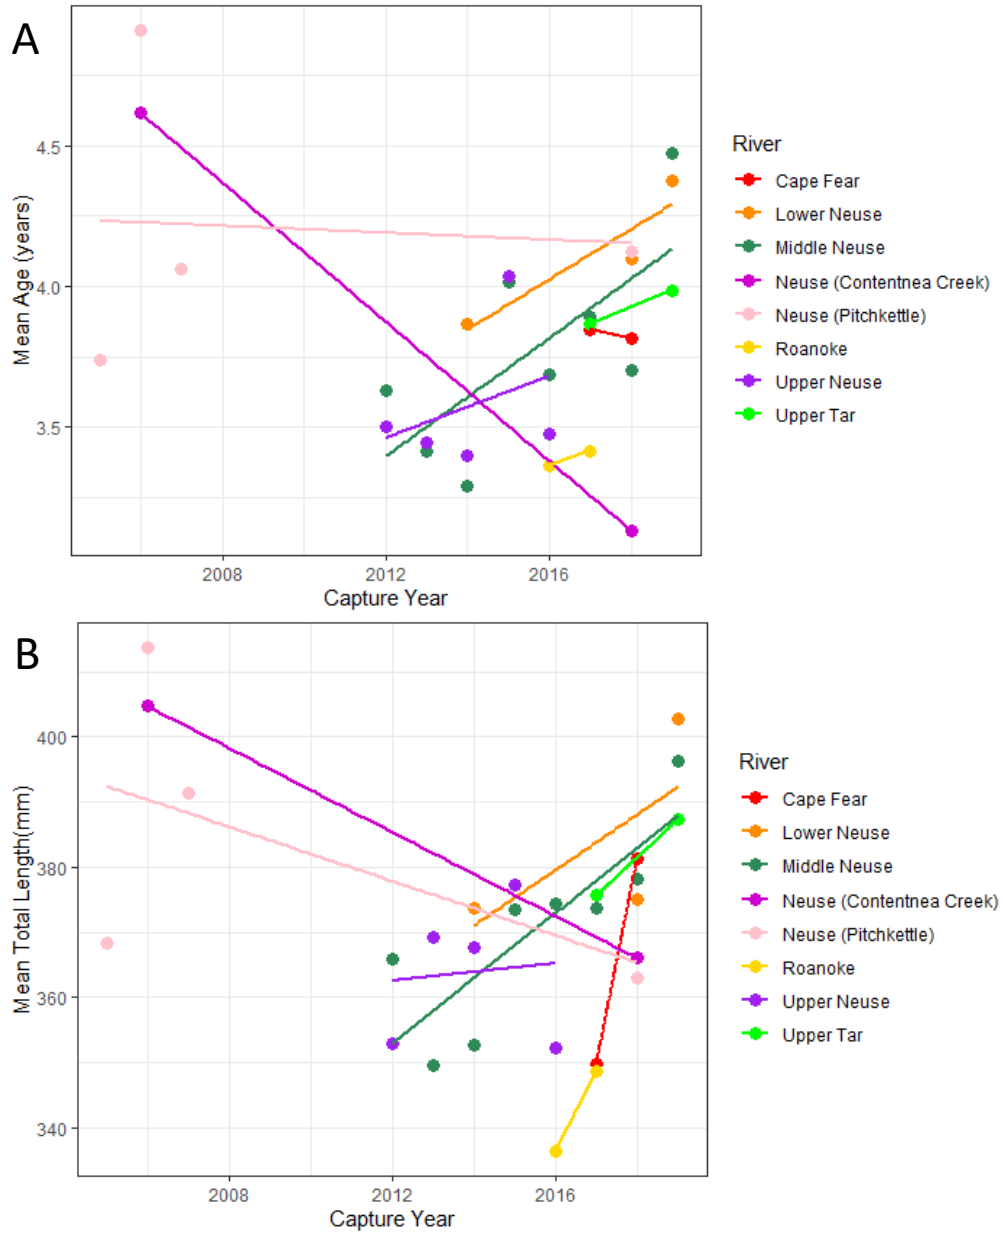 A
4.5
4.0
3.5
Mean Age (years)
2008
2012
2016
Capture Year
River
Cape Fear
Lower Neuse
Middle Neuse
Neuse (Contentnea Creek)
Neuse (Pitchkettle)
Roanoke
Upper Neuse
Upper Tar
B
400
380
360
340
Mean Total Length(mm)
2008
2012
2016
Capture Year
River
Cape Fear
Lower Neuse
Middle Neuse
Neuse (Contentnea Creek)
Neuse (Pitchkettle)
Roanoke
Upper Neuse
Upper Tar